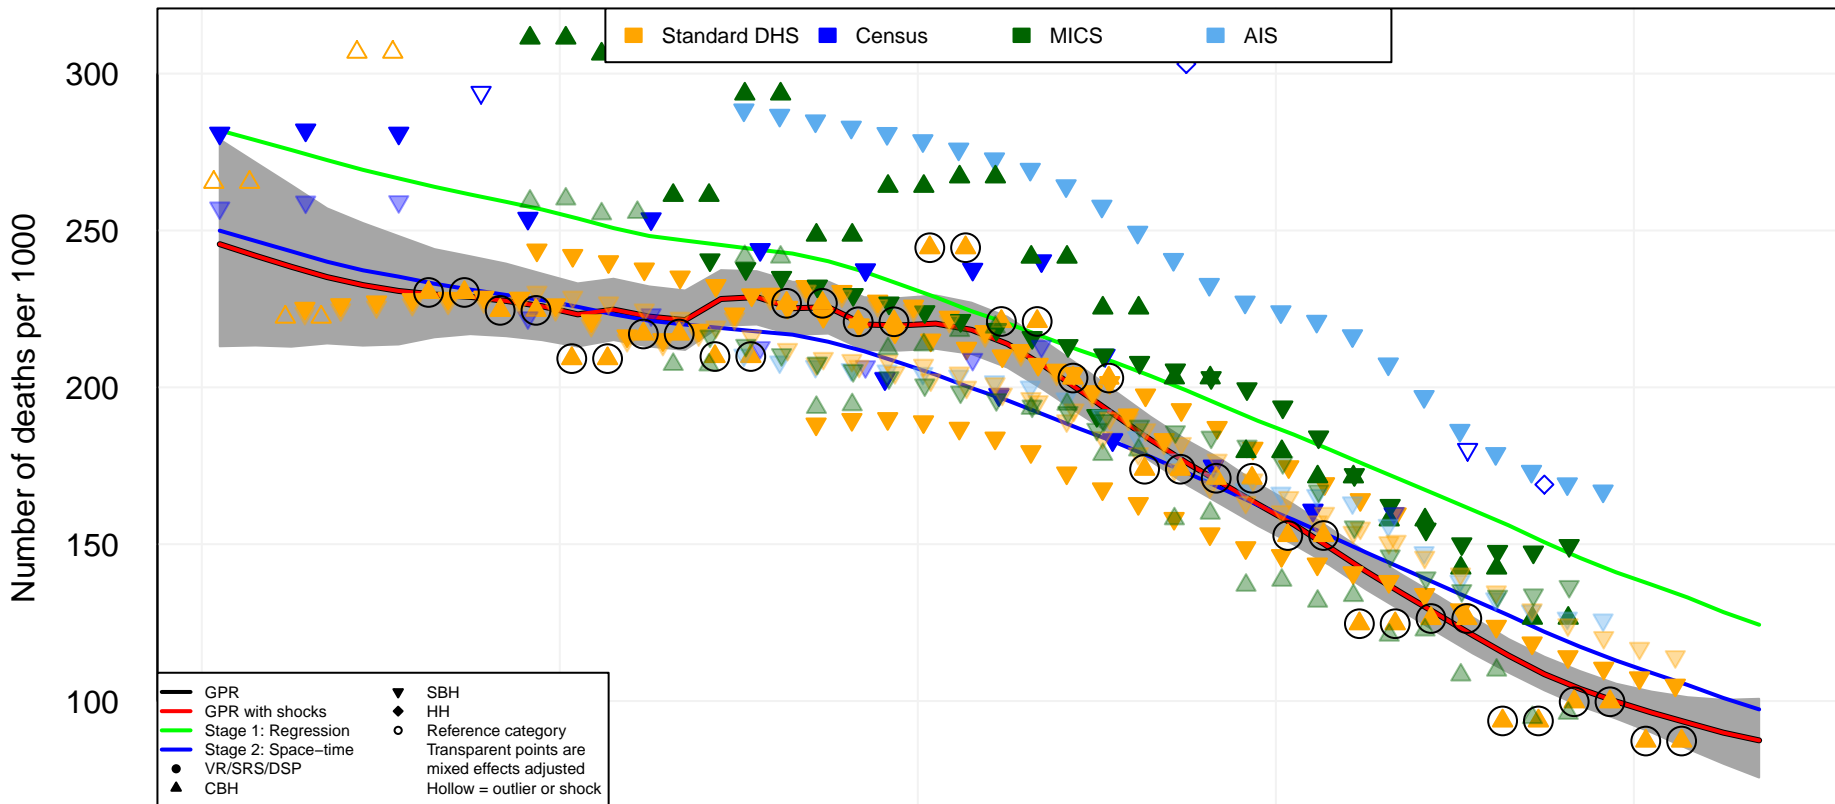 Standard DHS Census MICS AIS
300
250
200
150
100
Number of deaths per 1000
GPR
GPR with shocks
Stage 1: Regression
Stage 2: Space−time
VR/SRS/DSP
CBH
SBH
HH
Reference category
Transparent points are
mixed effects adjusted
Hollow = outlier or shock